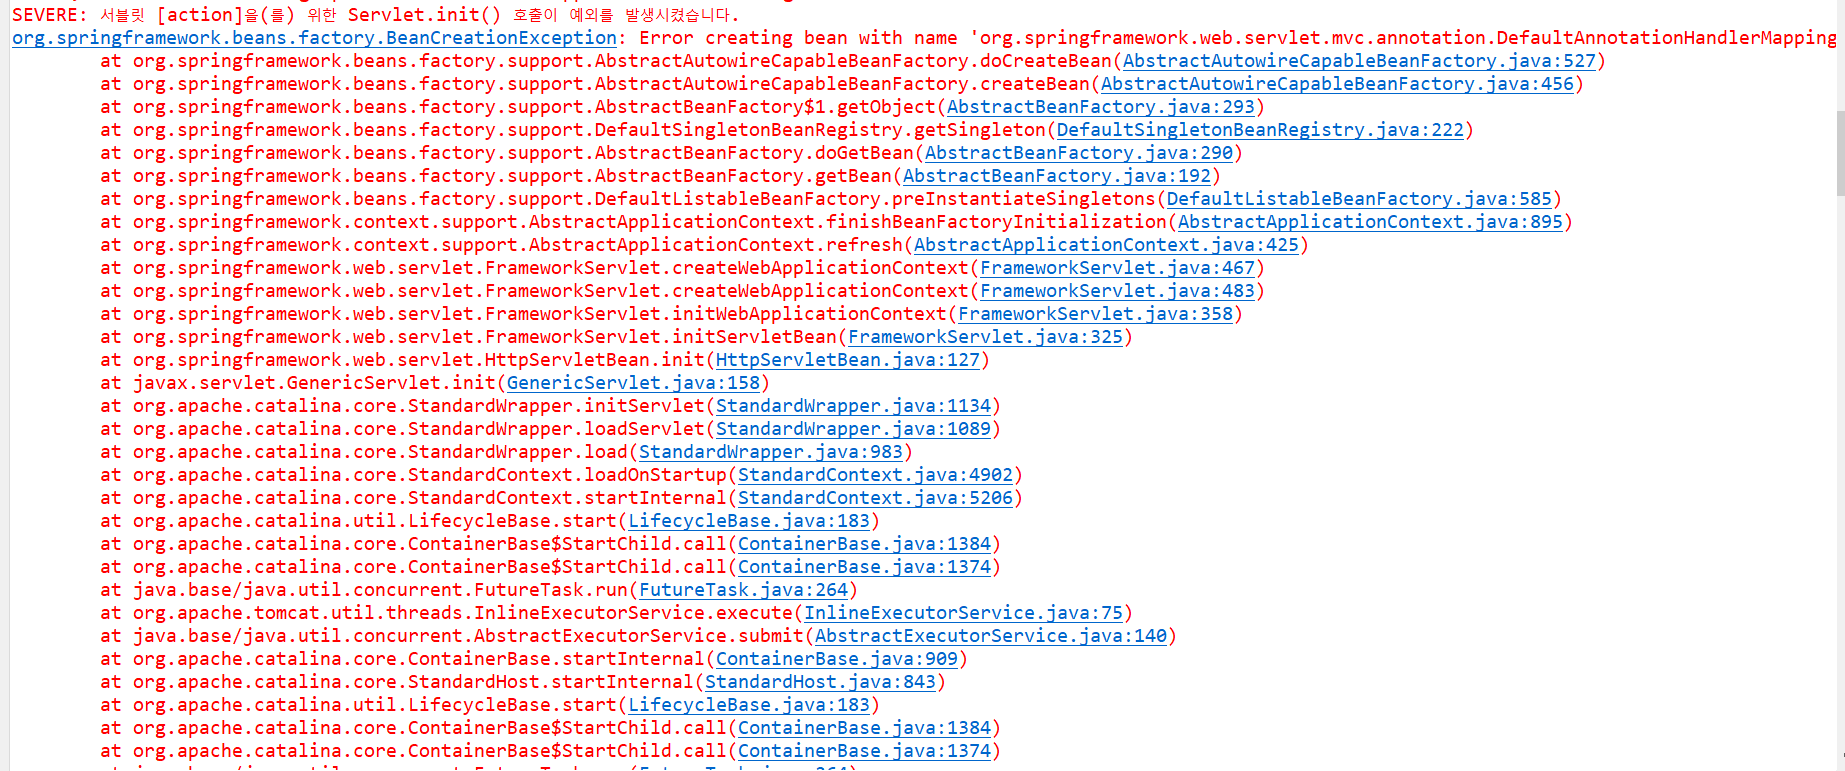 SEVERE: 서블릿 [action]을(를) 위한 Servlet.init() 호출이 예외를 발생시켰습니다.
org.springframework.beans.factory.BeanCreationException: Error creating bean with name 'org.springframework.web.servlet.mvc.annotation.DefaultAnnotationHandlerMapping
at org.springframework.beans.factory.support.AbstractAutowireCapableBeanFactory.doCreateBean(AbstractAutowireCapableBeanFactory.java:527)
at org.springframework.beans.factory.support.AbstractAutowireCapableBeanFactory.createBean(AbstractAutowireCapableBeanFactory.java:456)
at org.springframework.beans.factory.support.AbstractBeanFactory$1.getObject(AbstractBeanFactory.java:293)
at org.springframework.beans.factory.support.DefaultSingletonBeanRegistry.getSingleton(DefaultSingletonBeanRegistry.java:222)
at org.springframework.beans.factory.support.AbstractBeanFactory.doGetBean(AbstractBeanFactory.java:290)
at org.springframework.beans.factory.support.AbstractBeanFactory.getBean(AbstractBeanFactory.java:192)
at org.springframework.beans.factory.support.DefaultListableBeanFactory.preInstantiateSingletons(DefaultListableBeanFactory.java:585)
at org.springframework.context.support.AbstractApplicationContext.finishBeanFactoryInitialization(AbstractApplicationContext.java:895)
at org.springframework.context.support.AbstractApplicationContext.refresh(AbstractApplicationContext.java:425)
at org.springframework.web.servlet.FrameworkServlet.createWebApplicationContext(FrameworkServlet.java:467)
at org.springframework.web.servlet.FrameworkServlet.createWebApplicationContext(FrameworkServlet.java:483)
at org.springframework.web.servlet.FrameworkServlet.initWebApplicationContext(FrameworkServlet.java:358)
at org.springframework.web.servlet.FrameworkServlet.initServletBean(FrameworkServlet.java:325)
at org.springframework.web.servlet.HttpServletBean.init(HttpServletBean.java:127)
at javax.servlet.GenericServlet.init(GenericServlet.java:158)
at org.apache.catalina.core.StandardWrapper.initServlet(StandardWrapper.java:1134)
at org.apache.catalina.core.StandardWrapper.loadServlet(StandardWrapper.java:1089)
at org.apache.catalina.core.StandardWrapper.load(StandardWrapper.java:983)
at org.apache.catalina.core.StandardContext.loadOnStartup(StandardContext.java:4902)
at org.apache.catalina.core.StandardContext.startInternal(StandardContext.java:5206)
at org.apache.catalina.util.LifecycleBase.start(LifecycleBase.java:183)
at org.apache.catalina.core.ContainerBase$StartChild.call(ContainerBase.java:1384)
at org.apache.catalina.core.ContainerBase$StartChild.call(ContainerBase.java:1374)
at java.base/java.util.concurrent.FutureTask.run(FutureTask.java:264)
at org.apache.tomcat.util.threads.InlineExecutorService.execute(InlineExecutorService.java:75)
at java.base/java.util.concurrent.AbstractExecutorService.submit(AbstractExecutorService.java:140)
at org.apache.catalina.core.ContainerBase.startInternal(ContainerBase.java:909)
at org.apache.catalina.core.StandardHost.startInternal(StandardHost.java:843)
at org.apache.catalina.util.LifecycleBase.start(LifecycleBase.java:183)
at org.apache.catalina.core.ContainerBase$StartChild.call(ContainerBase.java:1384)
at org.apache.catalina.core.ContainerBase$StartChild.call(ContainerBase.java:1374)